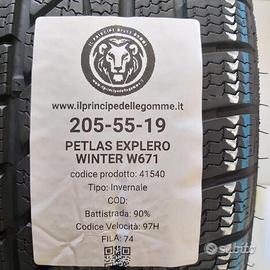 IL PRINCIPE DELLE GOMME
www.ilprincipedellegomme.it
205-55-19
PETLAS EXPLERO
WINTER W671
codice prodotto: 41540
Tipo: Invernale
COD:
Battistrada: 90%
Codice Velocità: 97H
FILA: 74
subito